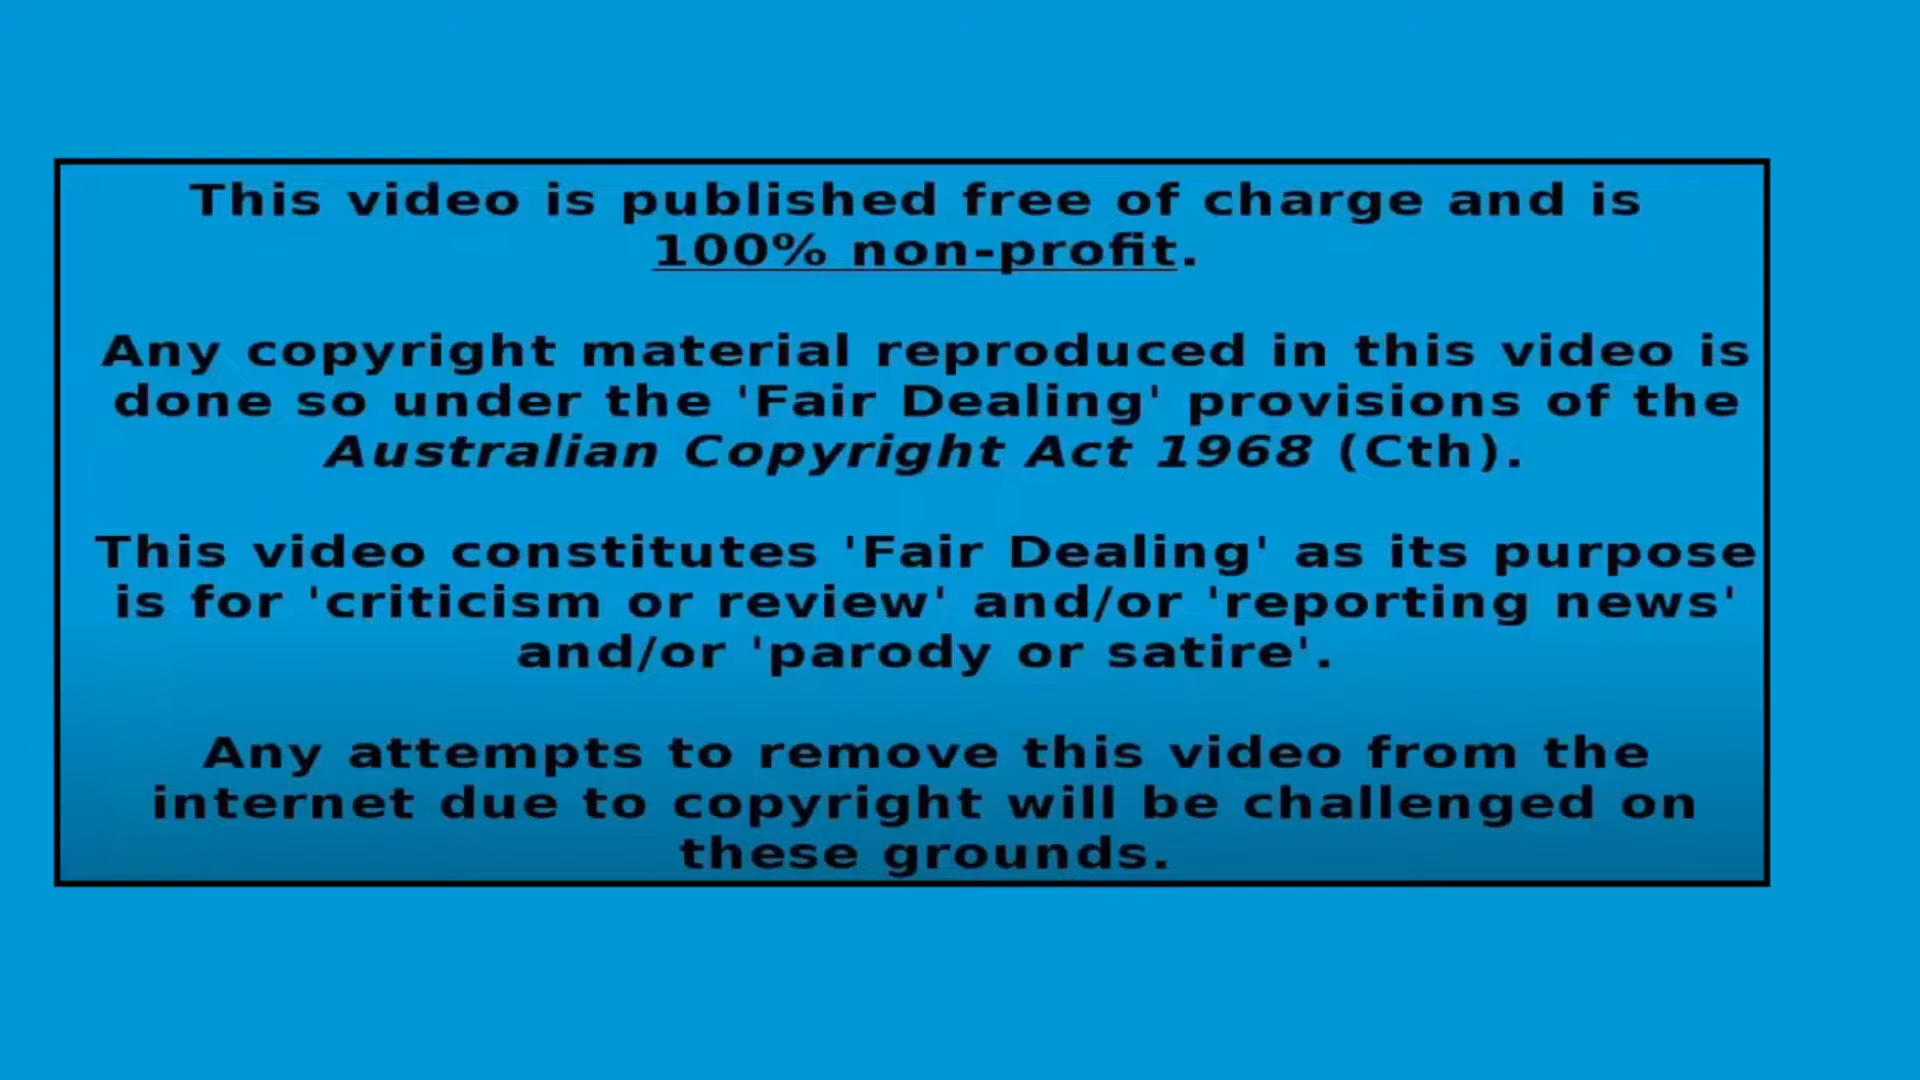 This video is published free of charge and is
100% non-profit.
Any copyright material reproduced in this video is
done so under the 'Fair Dealing' provisions of the
Australian Copyright Act 1968 (Cth).
This video constitutes 'Fair Dealing' as its purpose
is for 'criticism or review' and/or 'reporting news'
and/or 'parody or satire'.
Any attempts to remove this video from the
internet due to copyright will be challenged on
these grounds.